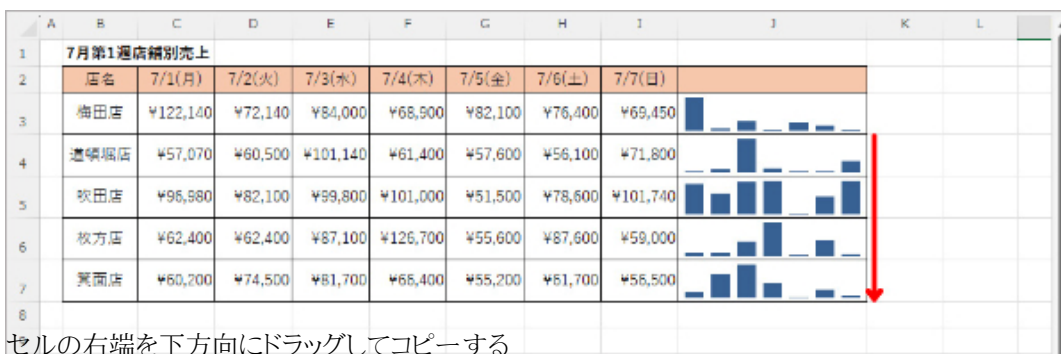 A B C D E F G H I J K L
1 7月第1週店舗別売上
2 店名 7/1(月) 7/2(火) 7/3(水) 7/4(木) 7/5(金) 7/6(土) 7/7(日)
3 梅田店 ¥122,140 ¥72,140 ¥84,000 ¥68,900 ¥82,100 ¥76,400 ¥69,450
4 道頓堀店 ¥57,070 ¥60,500 ¥101,140 ¥61,400 ¥57,600 ¥56,100 ¥71,800
5 吹田店 ¥96,980 ¥82,100 ¥99,800 ¥101,000 ¥51,500 ¥78,600 ¥101,740
6 枚方店 ¥62,400 ¥62,400 ¥87,100 ¥126,700 ¥55,600 ¥87,600 ¥59,000
7 箕面店 ¥60,200 ¥74,500 ¥81,700 ¥66,400 ¥55,200 ¥61,700 ¥56,500
8
セルの右端を下方向にドラッグしてコピーする